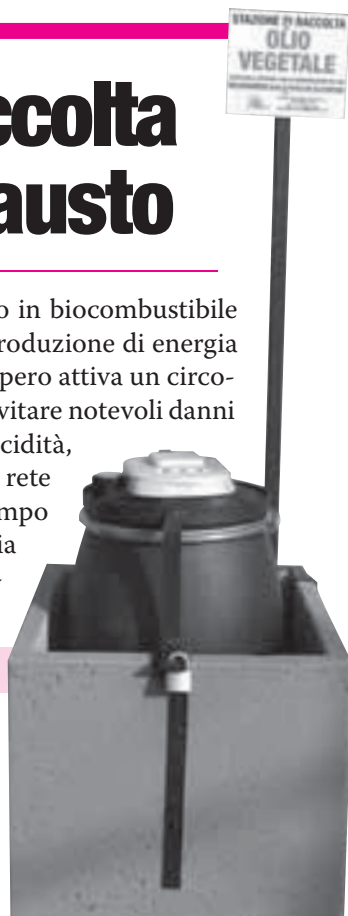 STAZIONE DI RACCOLTA
OLIO
VEGETALE
ccolta
austo
o in biocombustibile
roduzione di energia
pero attiva un circo-
vitare notevoli danni
cidità,
rete
mpo
ia